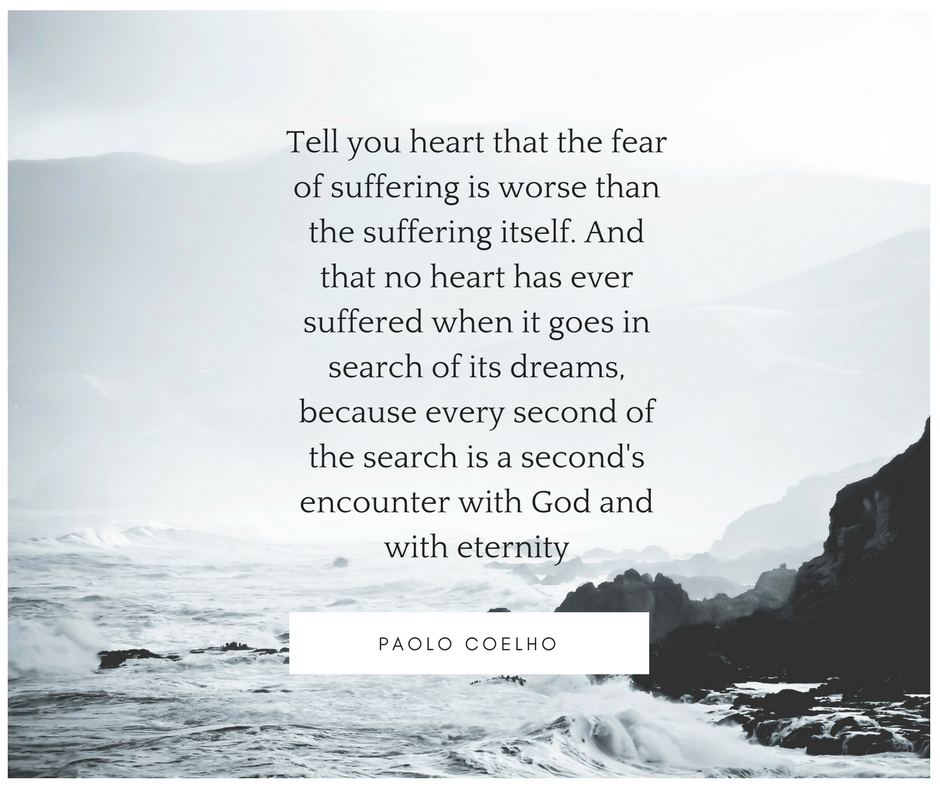 Tell you heart that the fear
of suffering is worse than
the suffering itself. And
that no heart has ever
suffered when it goes in
search of its dreams,
because every second of
the search is a second's
encounter with God and
with eternity
PAOLO COELHO